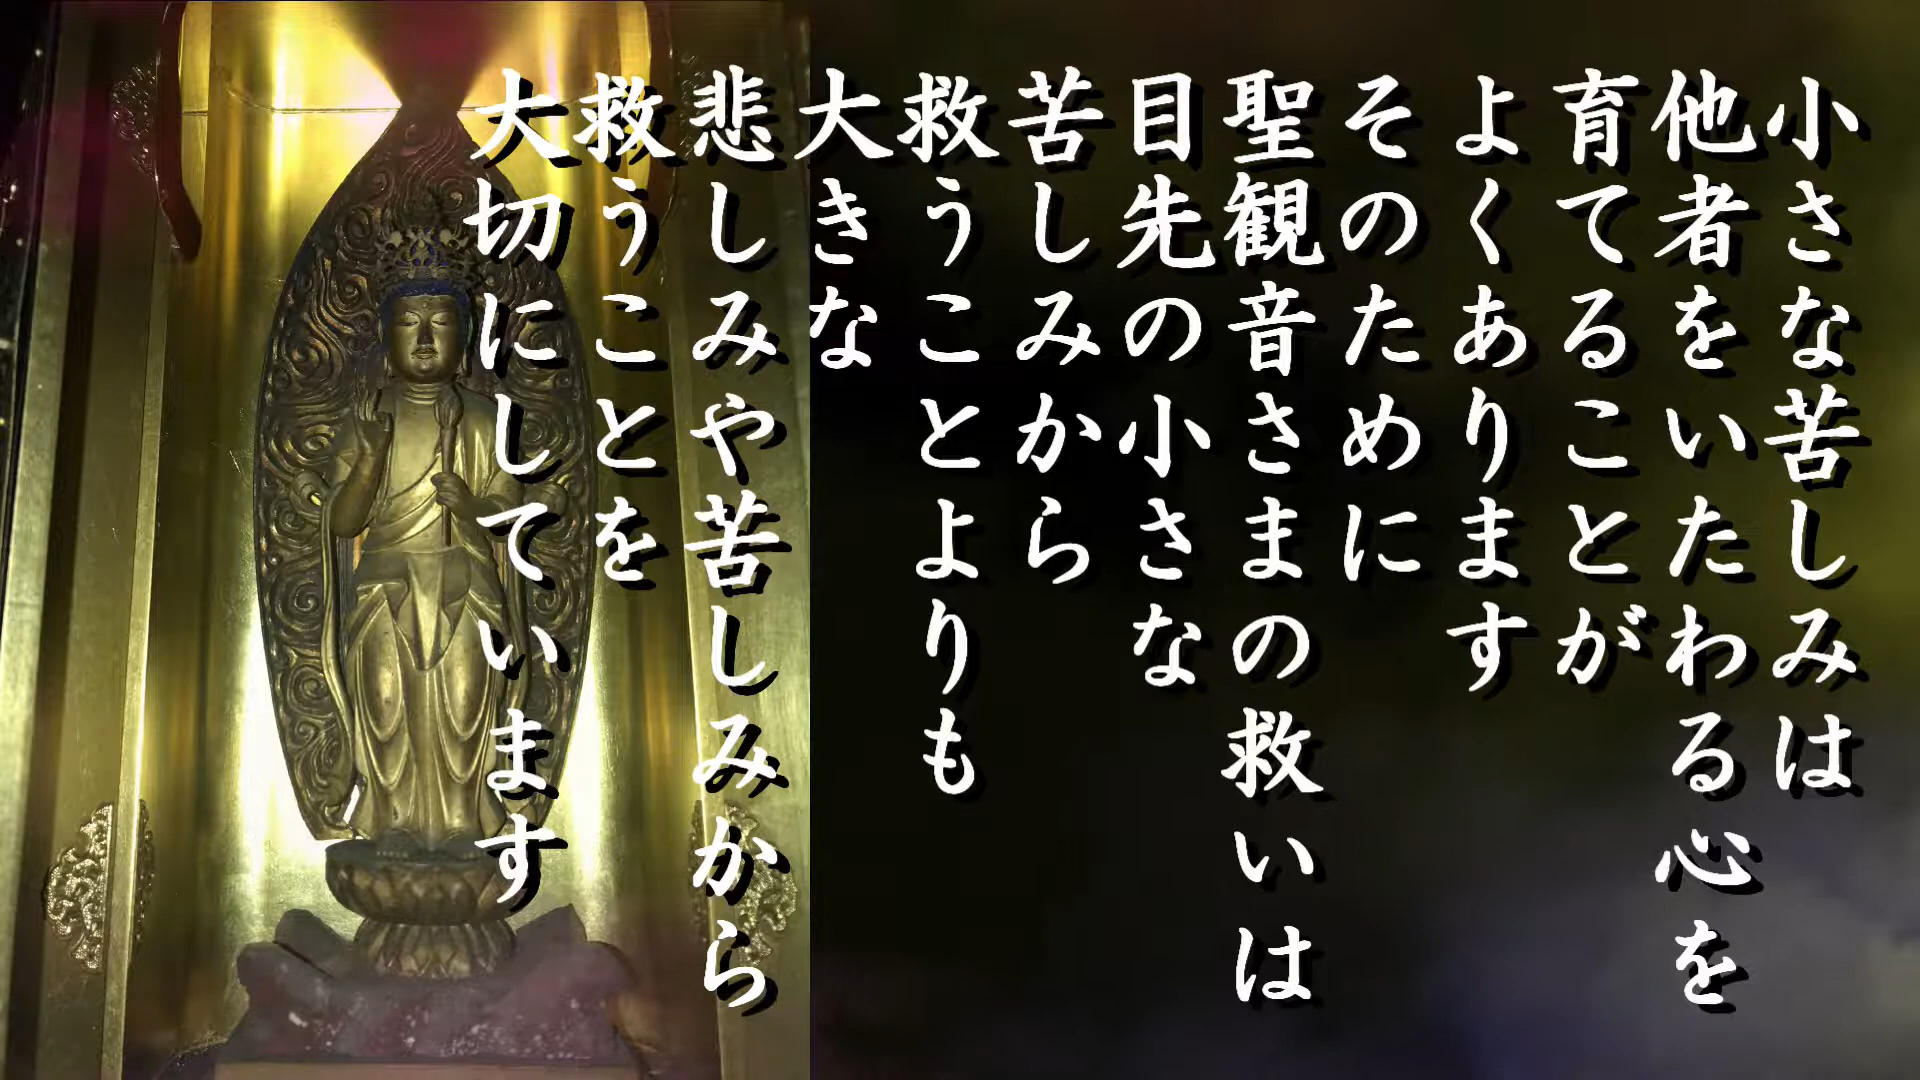 小さな苦しみは
他者をいたわる心を
育てることが
よくあります
そのために
聖観音さまの救いは
目先の小さな
苦しみから
救うことよりも
大きな
悲しみや苦しみから
救うことを
大切にしています